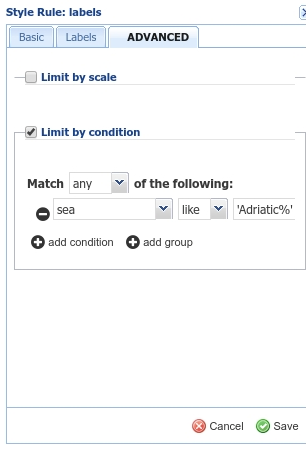 Style Rule: labels
Basic Labels ADVANCED
Limit by scale
Limit by condition
Match any of the following:
sea like 'Adriatic%'
add condition add group
Cancel Save